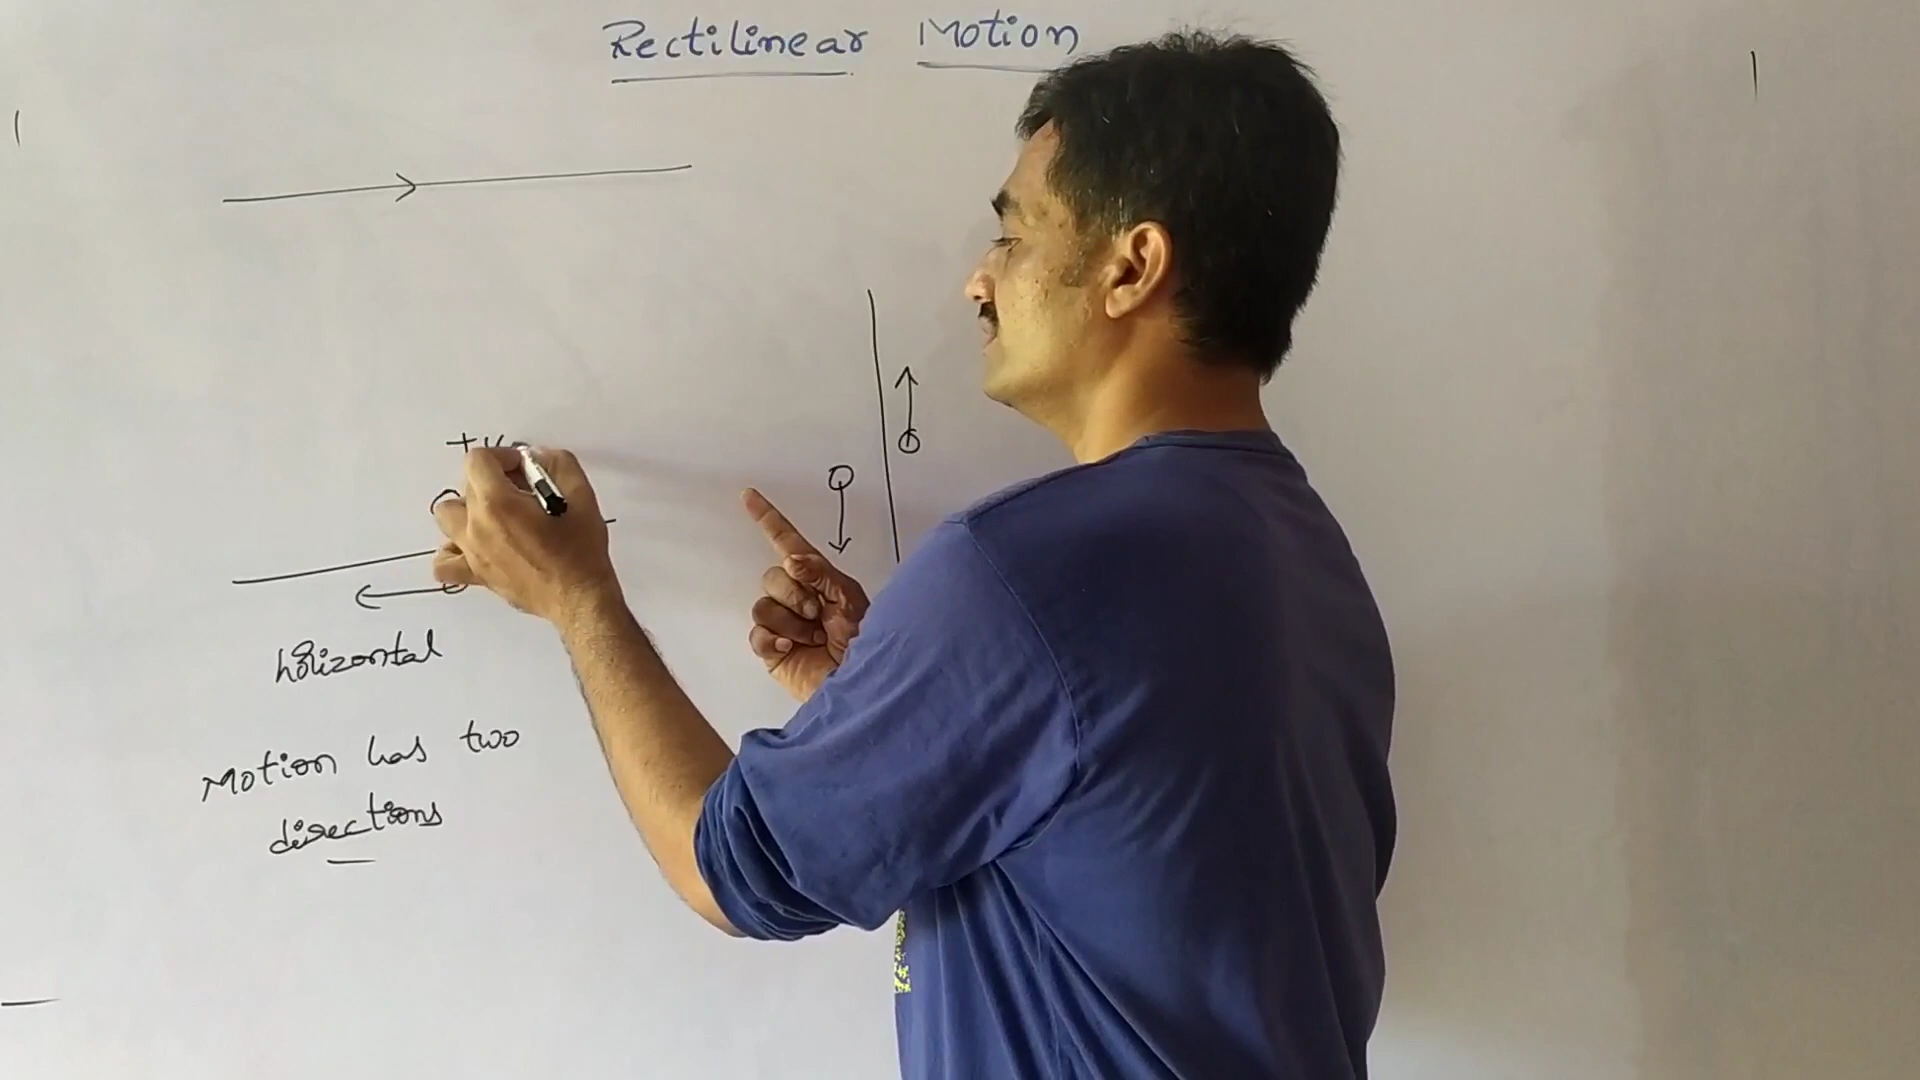 Rectilinear Motion
horizontal
Motion has two
directions